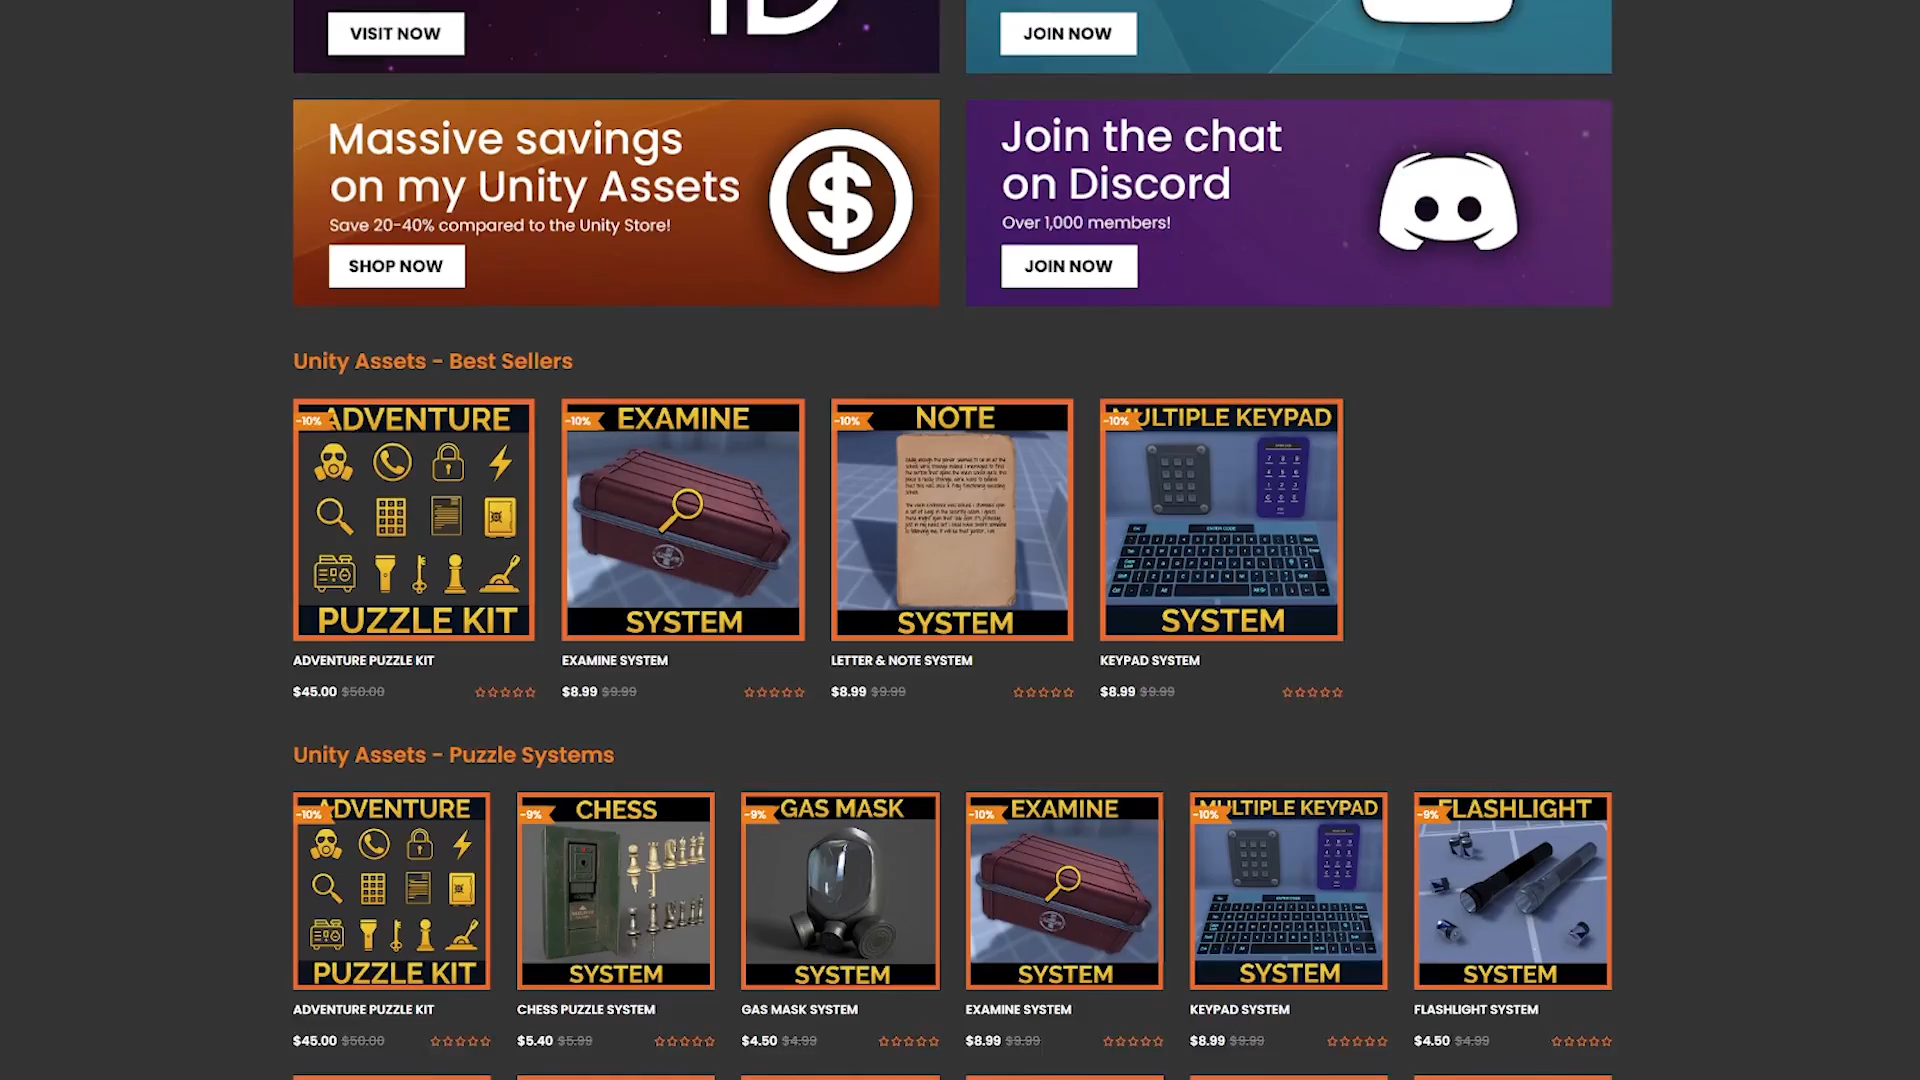 VISIT NOW
JOIN NOW
Massive savings
on my Unity Assets
Save 20-40% compared to the Unity Store!
SHOP NOW
Join the chat
on Discord
Over 1,000 members!
JOIN NOW
Unity Assets - Best Sellers
-10%
ADVENTURE
PUZZLE KIT
-10%
EXAMINE
SYSTEM
-10%
NOTE
SYSTEM
-10%
MULTIPLE KEYPAD
ENTER CODE
SYSTEM
ADVENTURE PUZZLE KIT
EXAMINE SYSTEM
LETTER & NOTE SYSTEM
KEYPAD SYSTEM
$45.00 $50.00
$8.99 $9.99
$8.99 $9.99
$8.99 $9.99
Unity Assets - Puzzle Systems
-10%
ADVENTURE
PUZZLE KIT
-9%
CHESS
SYSTEM
-9%
GAS MASK
SYSTEM
-10%
EXAMINE
SYSTEM
-10%
MULTIPLE KEYPAD
SYSTEM
-9%
FLASHLIGHT
SYSTEM
ADVENTURE PUZZLE KIT
CHESS PUZZLE SYSTEM
GAS MASK SYSTEM
EXAMINE SYSTEM
KEYPAD SYSTEM
FLASHLIGHT SYSTEM
$45.00 $50.00
$5.40 $5.99
$4.50 $4.99
$8.99 $9.99
$8.99 $9.99
$4.50 $4.99